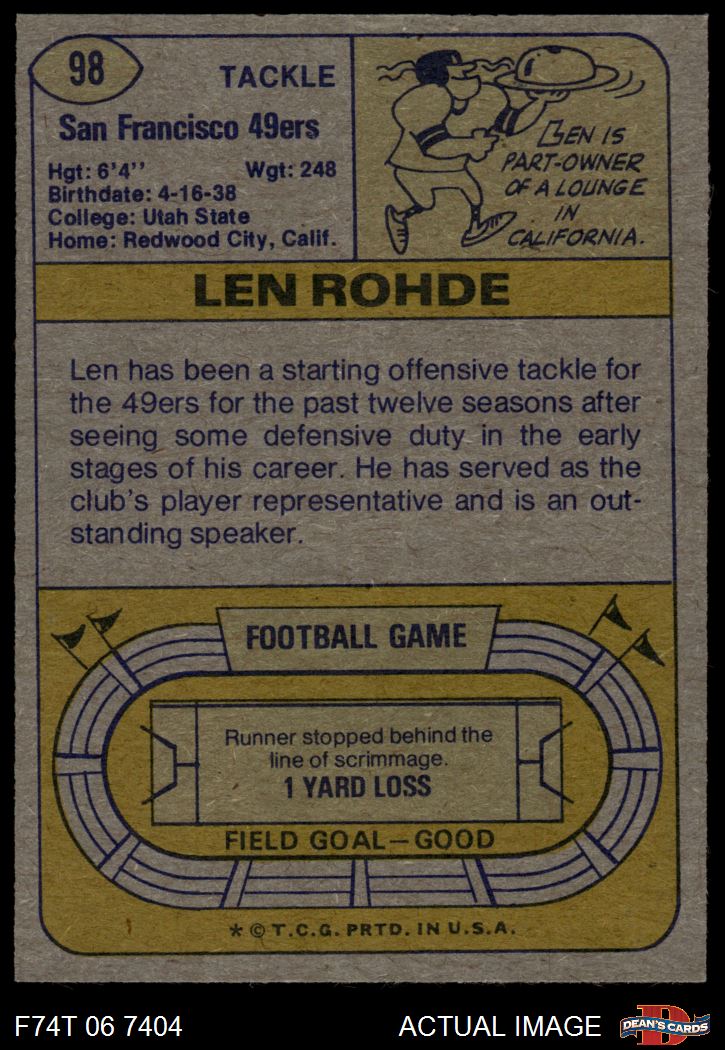 98
TACKLE
San Francisco 49ers
Hgt: 6'4'' Wgt: 248
Birthdate: 4-16-38
College: Utah State
Home: Redwood City, Calif.
BEN IS
PART-OWNER
OF A LOUNGE
IN
CALIFORNIA.
LEN ROHDE
Len has been a starting offensive tackle for
the 49ers for the past twelve seasons after
seeing some defensive duty in the early
stages of his career. He has served as the
club's player representative and is an out-
standing speaker.
FOOTBALL GAME
Runner stopped behind the
line of scrimmage.
1 YARD LOSS
FIELD GOAL—GOOD
* © T.C.G. PRTD. IN U.S.A.
F74T 06 7404 ACTUAL IMAGE
D
DEAN'S CARDS